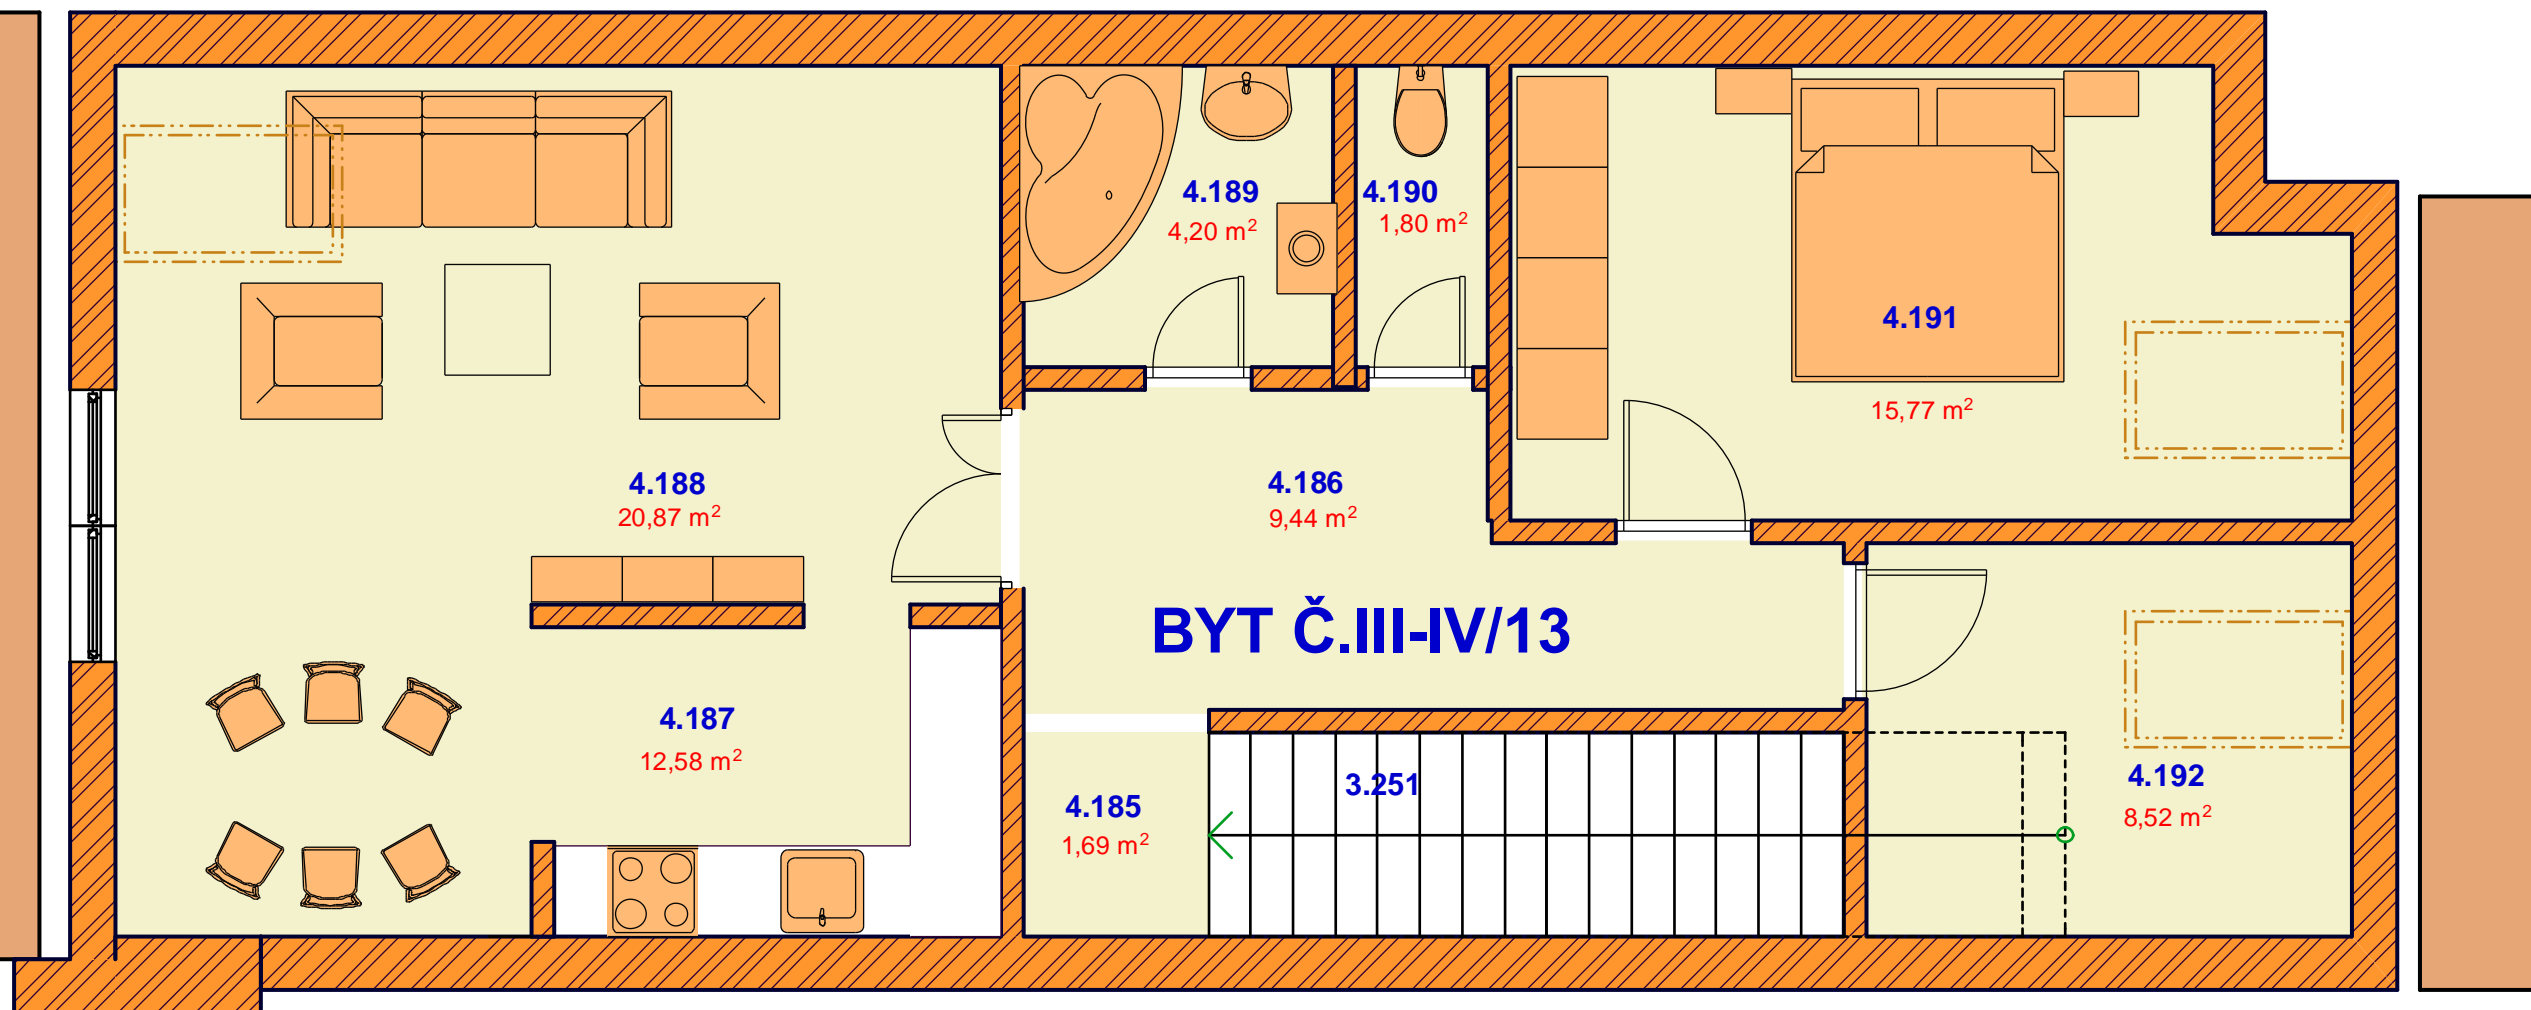 4.189
4,20 m²
4.190
1,80 m²
4.191
15,77 m²
4.188
20,87 m²
4.186
9,44 m²
BYT Č.III-IV/13
4.187
12,58 m²
4.185
1,69 m²
3.251
4.192
8,52 m²